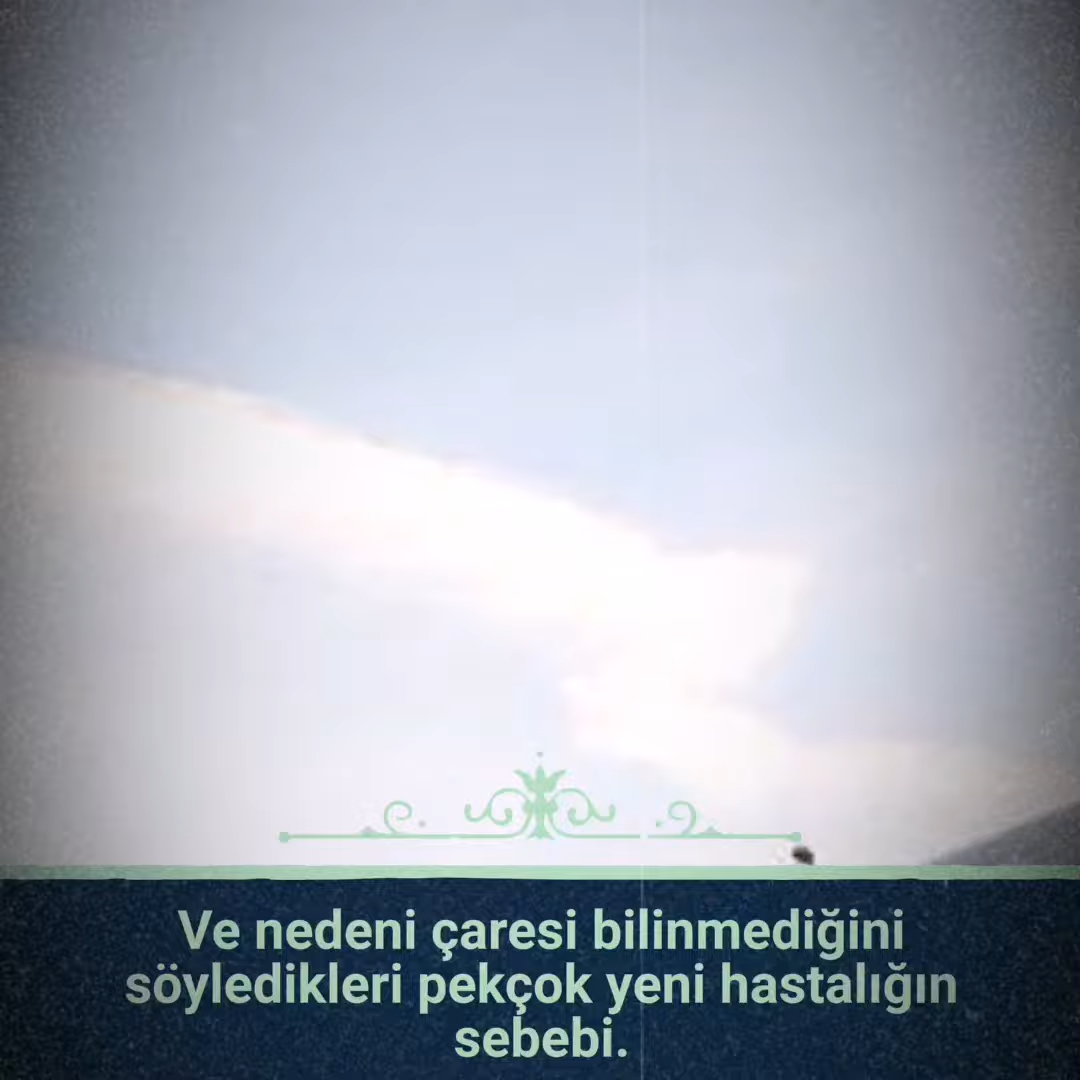 Ve nedeni çaresi bilinmediğini
söyledikleri pekçok yeni hastalığın
sebebi.